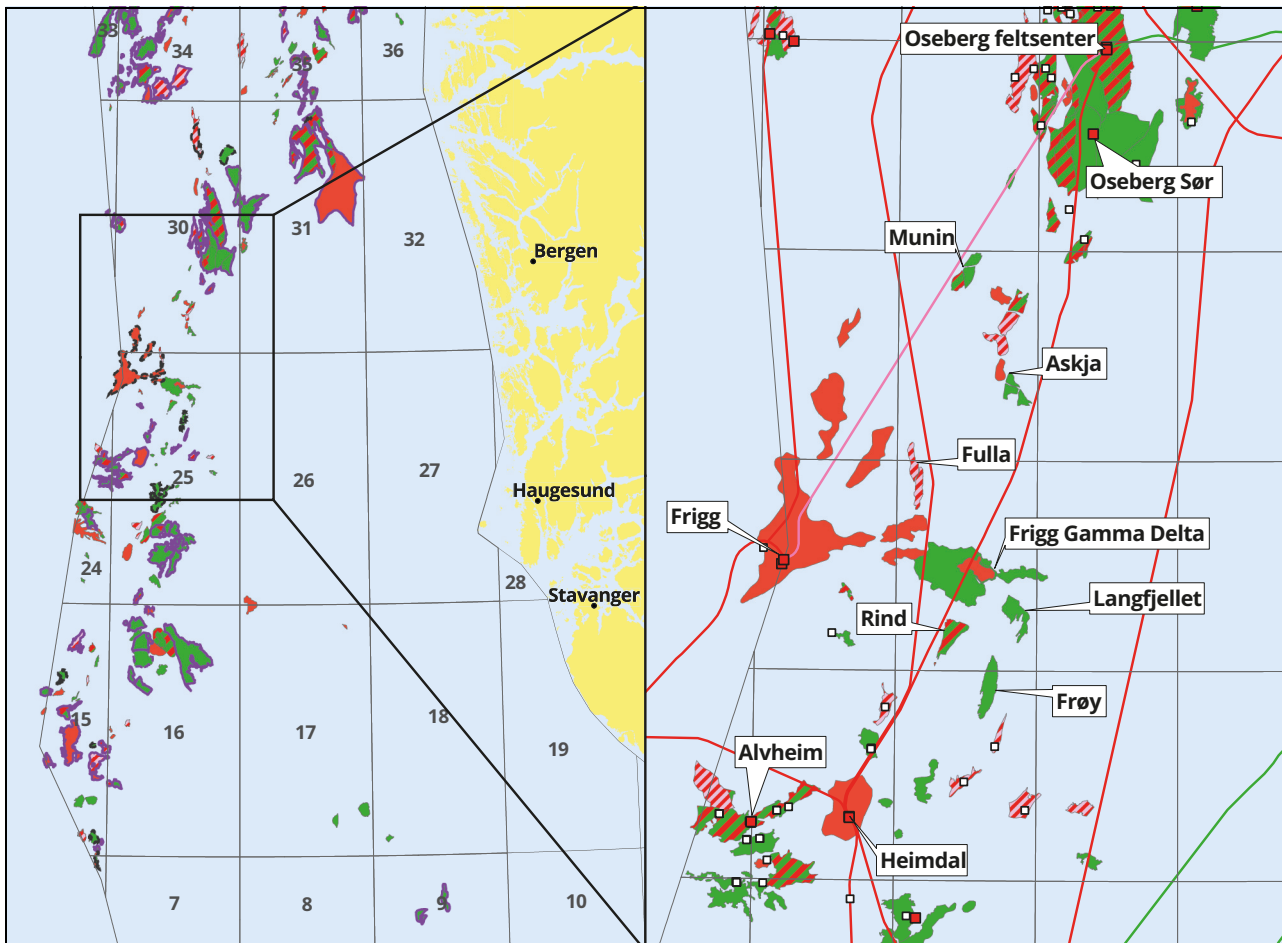 33
34
35
36
30
31
32
Bergen
25
26
27
Haugesund
24
28
Stavanger
15
16
17
18
19
7
8
9
10
Oseberg feltsenter
Oseberg Sør
Munin
Askja
Fulla
Frigg
Frigg Gamma Delta
Langfjellet
Rind
Frøy
Alvheim
Heimdal